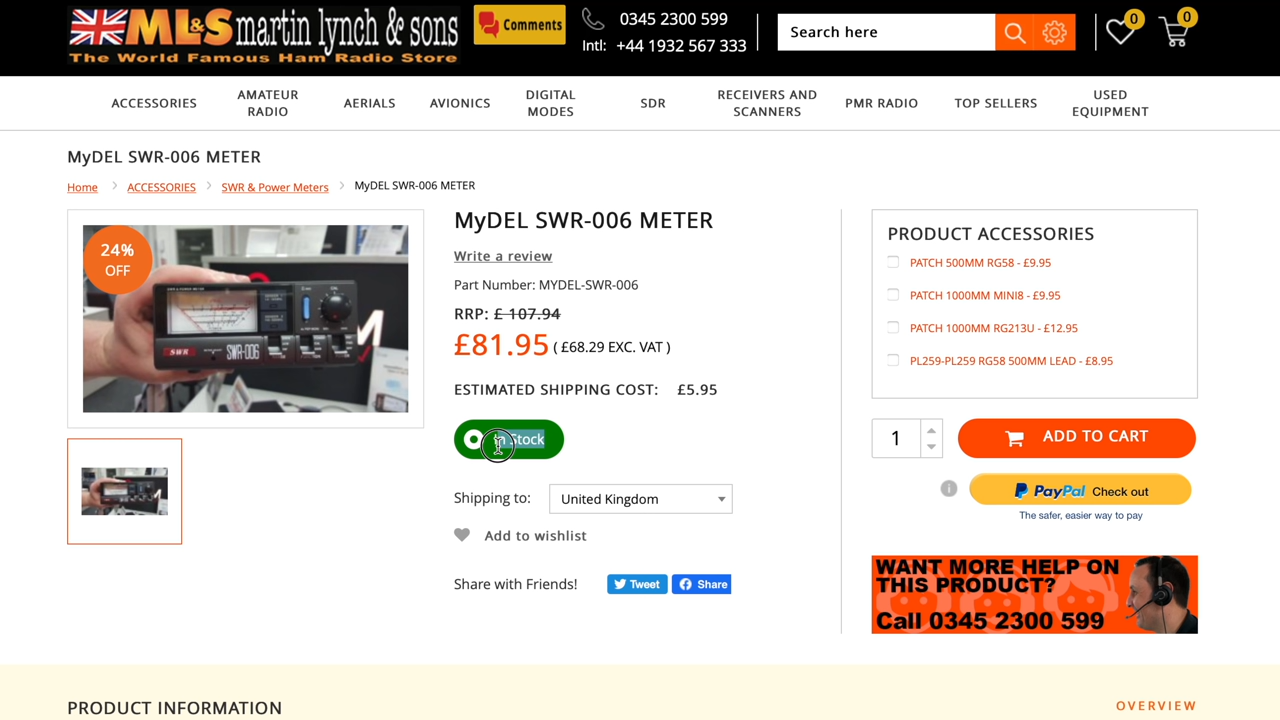 ML&S martin lynch & sons
The World Famous Ham Radio Store
Comments
0345 2300 599
Intl: +44 1932 567 333
Search here
0
0
ACCESSORIES
AMATEUR RADIO
AERIALS
AVIONICS
DIGITAL MODES
SDR
RECEIVERS AND SCANNERS
PMR RADIO
TOP SELLERS
USED EQUIPMENT
MyDEL SWR-006 METER
Home > ACCESSORIES > SWR & Power Meters > MyDEL SWR-006 METER
24%
OFF
SWR
SWR-006
MyDEL SWR-006 METER
Write a review
Part Number: MYDEL-SWR-006
RRP: £ 107.94
£81.95 ( £68.29 EXC. VAT )
ESTIMATED SHIPPING COST: £5.95
In Stock
Shipping to: United Kingdom
Add to wishlist
Share with Friends! Tweet Share
PRODUCT ACCESSORIES
PATCH 500MM RG58 - £9.95
PATCH 1000MM MINI8 - £9.95
PATCH 1000MM RG213U - £12.95
PL259-PL259 RG58 500MM LEAD - £8.95
1
ADD TO CART
PayPal Check out
The safer, easier way to pay
WANT MORE HELP ON
THIS PRODUCT?
Call 0345 2300 599
PRODUCT INFORMATION
OVERVIEW